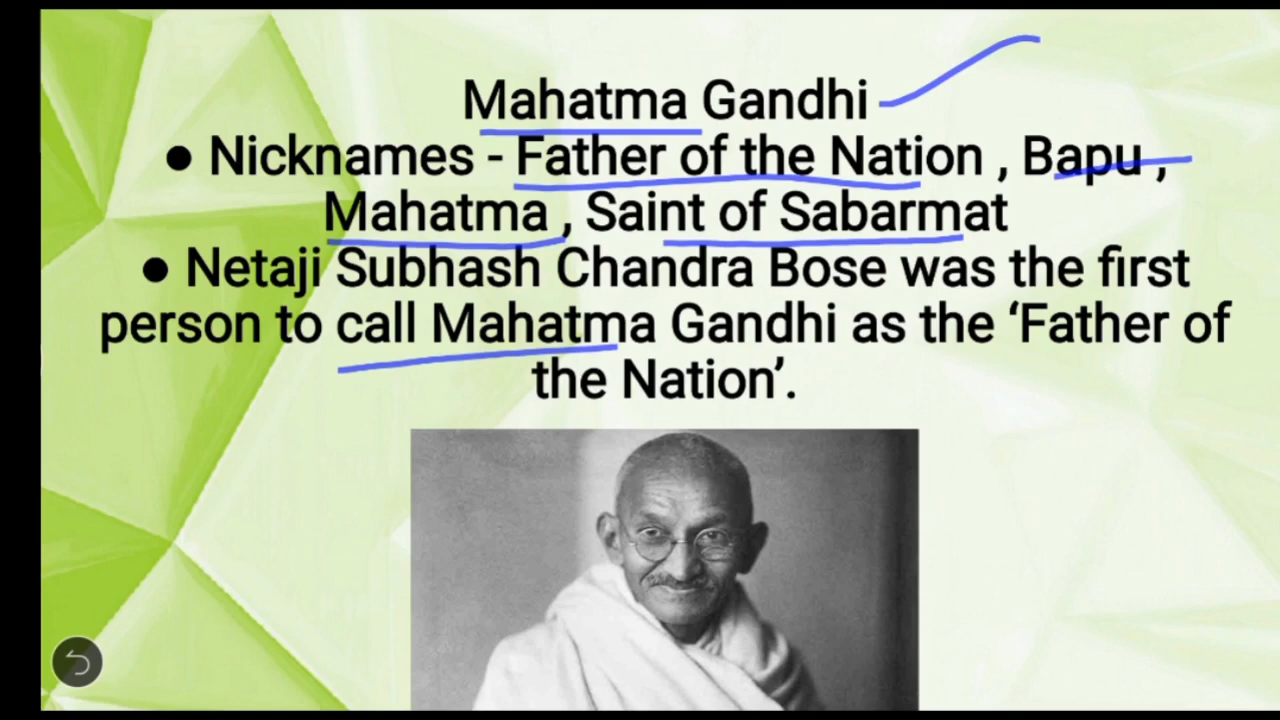 Mahatma Gandhi
● Nicknames - Father of the Nation , Bapu ,
Mahatma , Saint of Sabarmat
● Netaji Subhash Chandra Bose was the first
person to call Mahatma Gandhi as the ‘Father of
the Nation’.